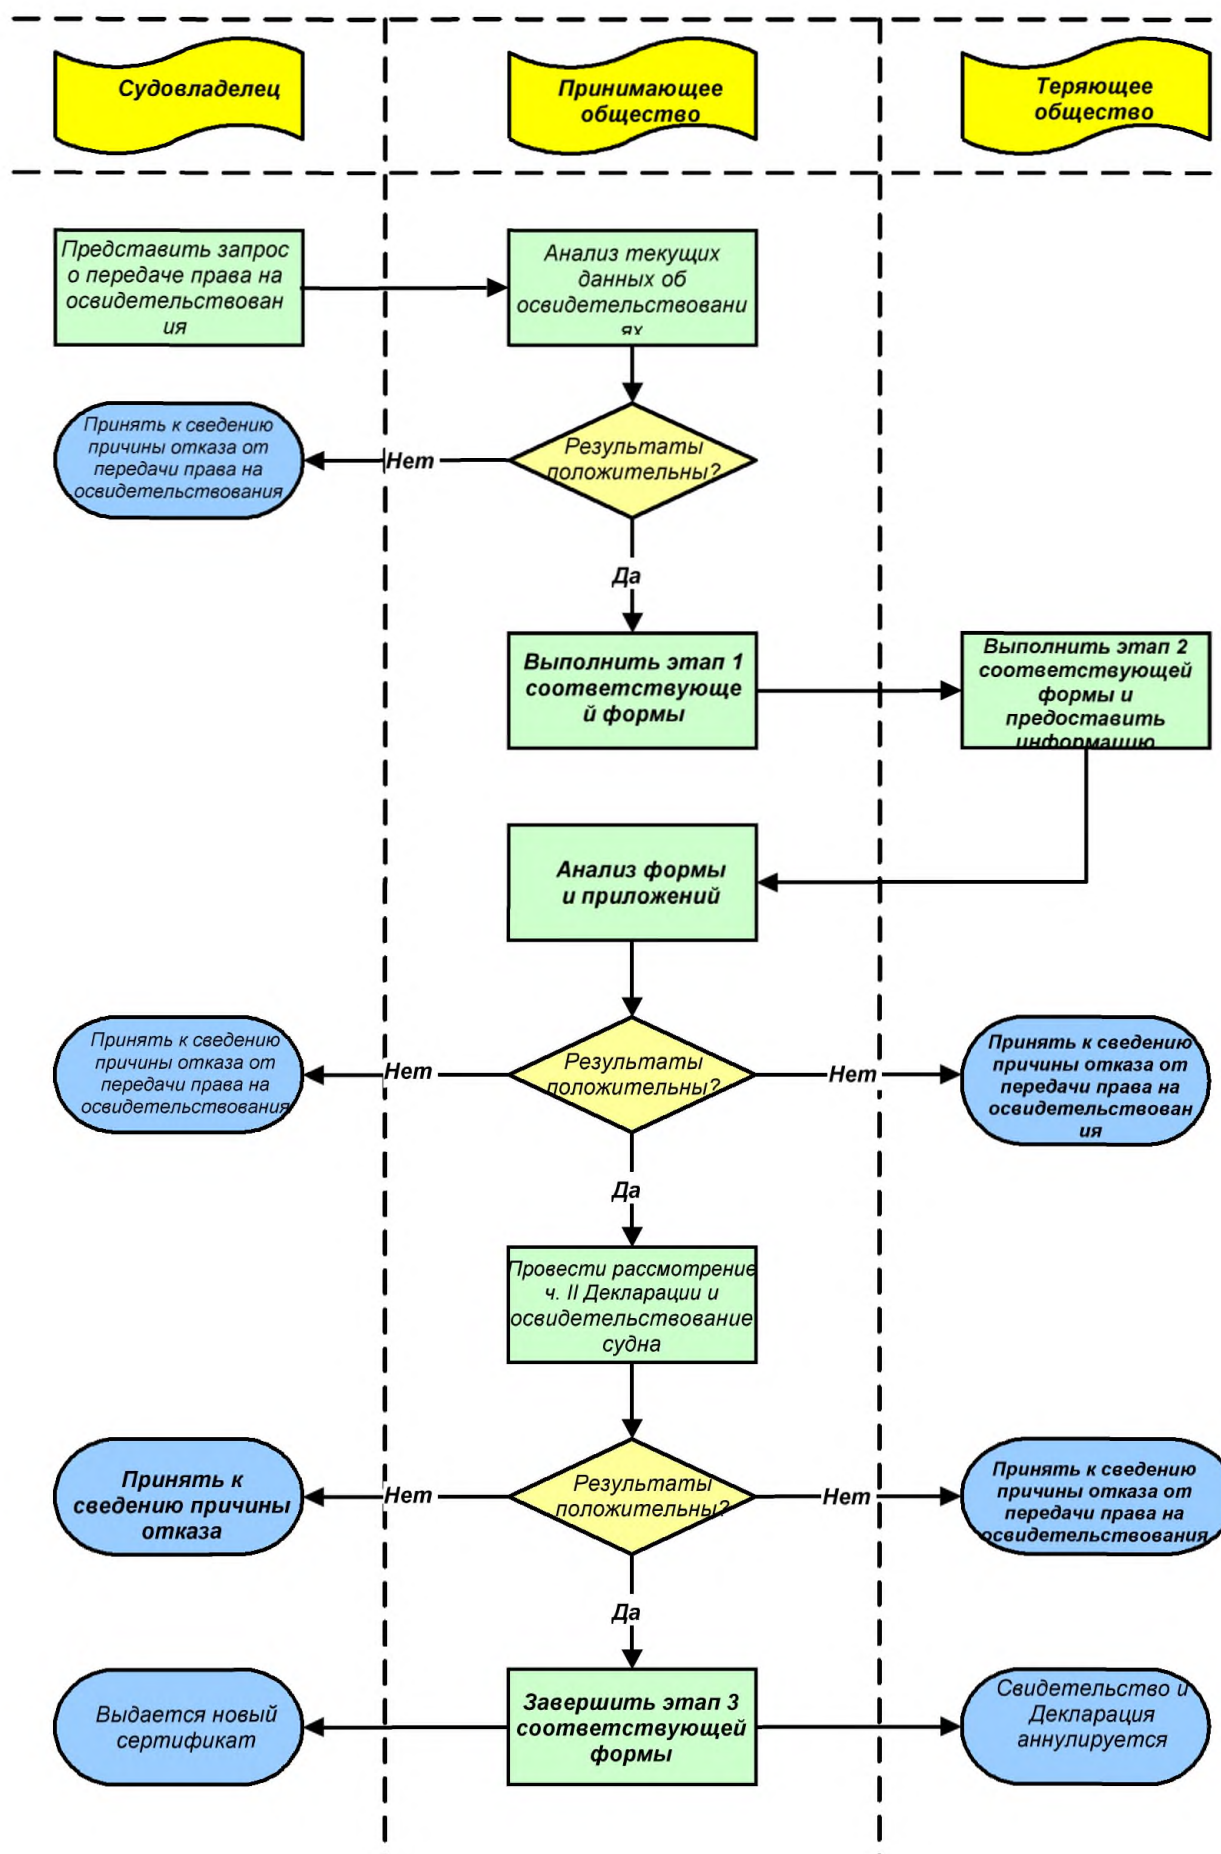 Судовладелец
Принимающее
общество
Теряющее
общество
Представить запрос
о передаче права на
освидетельствован
ия
Анализ текущих
данных об
освидетельствовани
ях
Принять к сведению
причины отказа от
передачи права на
освидетельствования
Нет
Результаты
положительны?
Да
Выполнить этап 1
соответствующе
й формы
Выполнить этап 2
соответствующей
формы и
предоставить
информацию
Анализ формы
и приложений
Принять к сведению
причины отказа от
передачи права на
освидетельствования
Нет
Результаты
положительны?
Нет
Принять к сведению
причины отказа от
передачи права на
освидетельствован
ия
Да
Провести рассмотрение
ч. II Декларации и
освидетельствование
судна
Принять к
сведению причины
отказа
Нет
Результаты
положительны?
Нет
Принять к сведению
причины отказа от
передачи права на
освидетельствования
Да
Выдается новый
сертификат
Завершить этап 3
соответствующей
формы
Свидетельство и
Декларация
аннулируется